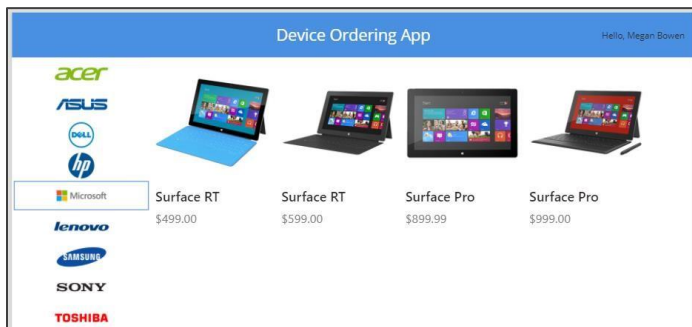 Device Ordering App
Hello, Megan Bowen
acer
ASUS
DELL
hp
Microsoft
lenovo
SAMSUNG
SONY
TOSHIBA
Surface RT
$499.00
Surface RT
$599.00
Surface Pro
$899.99
Surface Pro
$999.00